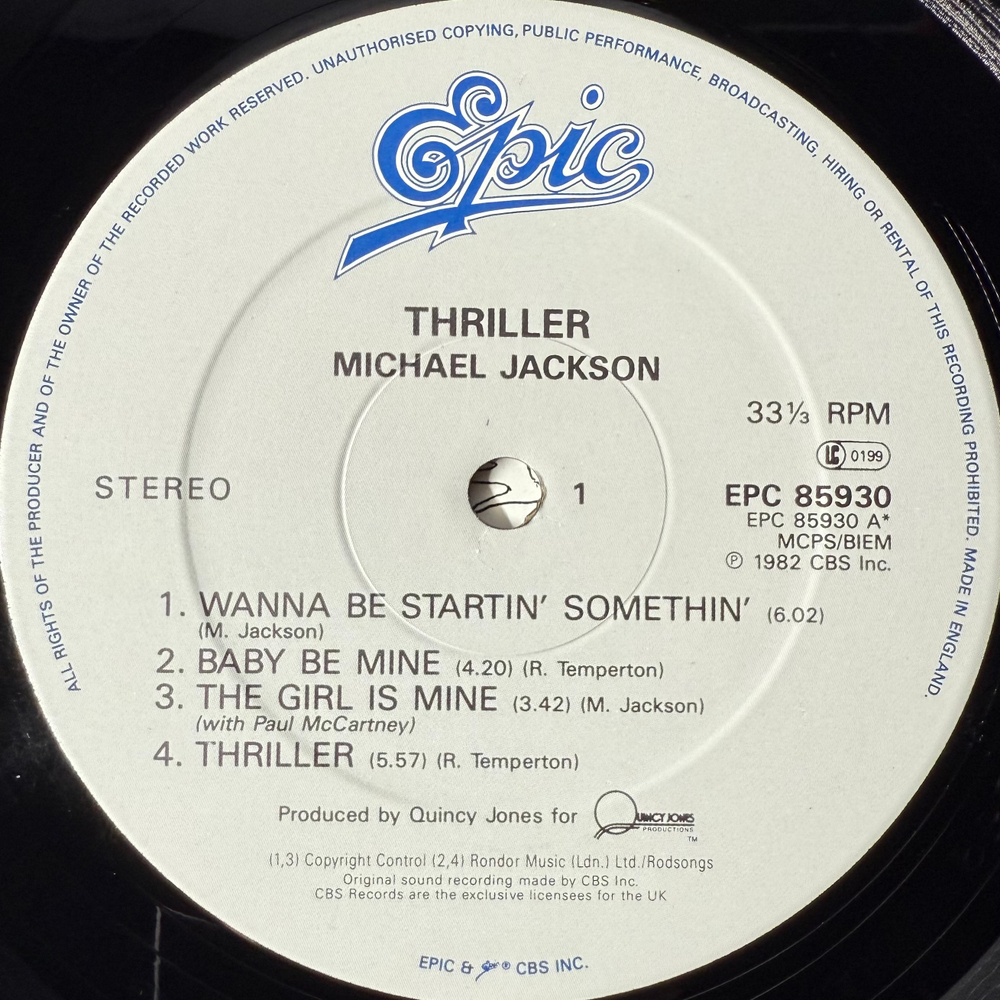 ALL RIGHTS OF THE PRODUCER AND OF THE OWNER OF THE RECORDED WORK RESERVED. UNAUTHORISED COPYING, PUBLIC PERFORMANCE, BROADCASTING, HIRING OR RENTAL OF THIS RECORDING PROHIBITED. MADE IN ENGLAND.
Epic
THRILLER
MICHAEL JACKSON
33⅓ RPM
LC 0199
STEREO
1
EPC 85930
EPC 85930 A*
MCPS/BIEM
℗ 1982 CBS Inc.
1. WANNA BE STARTIN' SOMETHIN' (6.02)
(M. Jackson)
2. BABY BE MINE (4.20) (R. Temperton)
3. THE GIRL IS MINE (3.42) (M. Jackson)
(with Paul McCartney)
4. THRILLER (5.57) (R. Temperton)
Produced by Quincy Jones for QUINCY JONES
PRODUCTIONS
TM
(1,3) Copyright Control (2,4) Rondor Music (Ldn.) Ltd./Rodsongs
Original sound recording made by CBS Inc.
CBS Records are the exclusive licensees for the UK
EPIC & Epic® CBS INC.